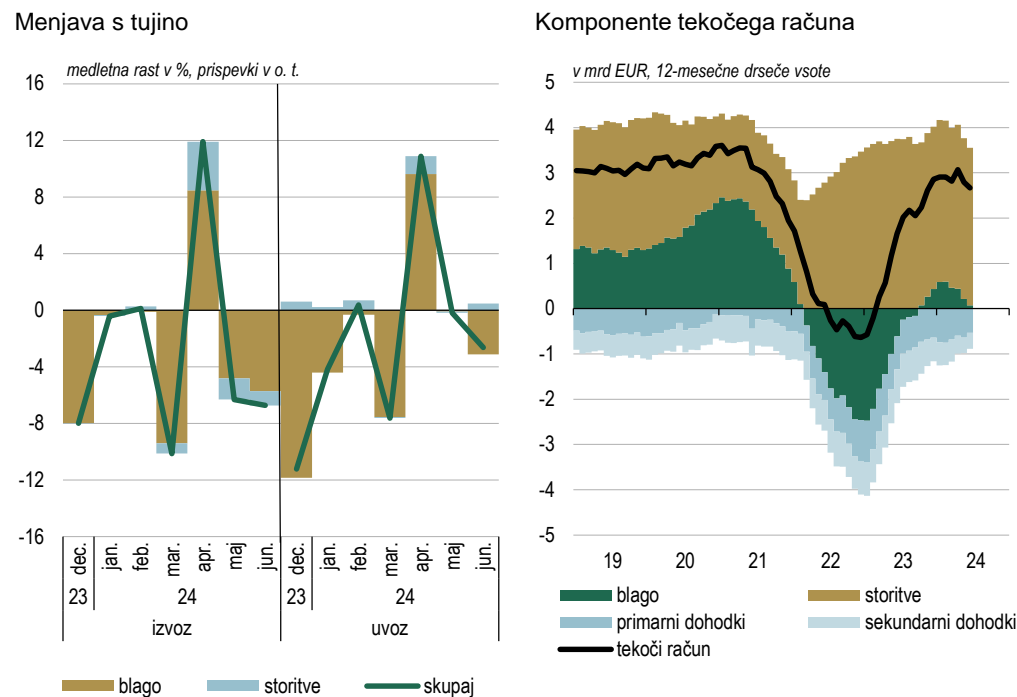 Menjava s tujino
medletna rast v %, prispevki v o. t.
16
12
8
4
0
-4
-8
-12
-16
dec. jan. feb. mar. apr. maj jun. dec. jan. feb. mar. apr. maj jun.
23 24 23 24
izvoz uvoz
blago storitve skupaj
Komponente tekočega računa
v mrd EUR, 12-mesečne drseče vsote
5
4
3
2
1
0
-1
-2
-3
-4
-5
19 20 21 22 23 24
blago storitve
primarni dohodki sekundarni dohodki
tekoči račun